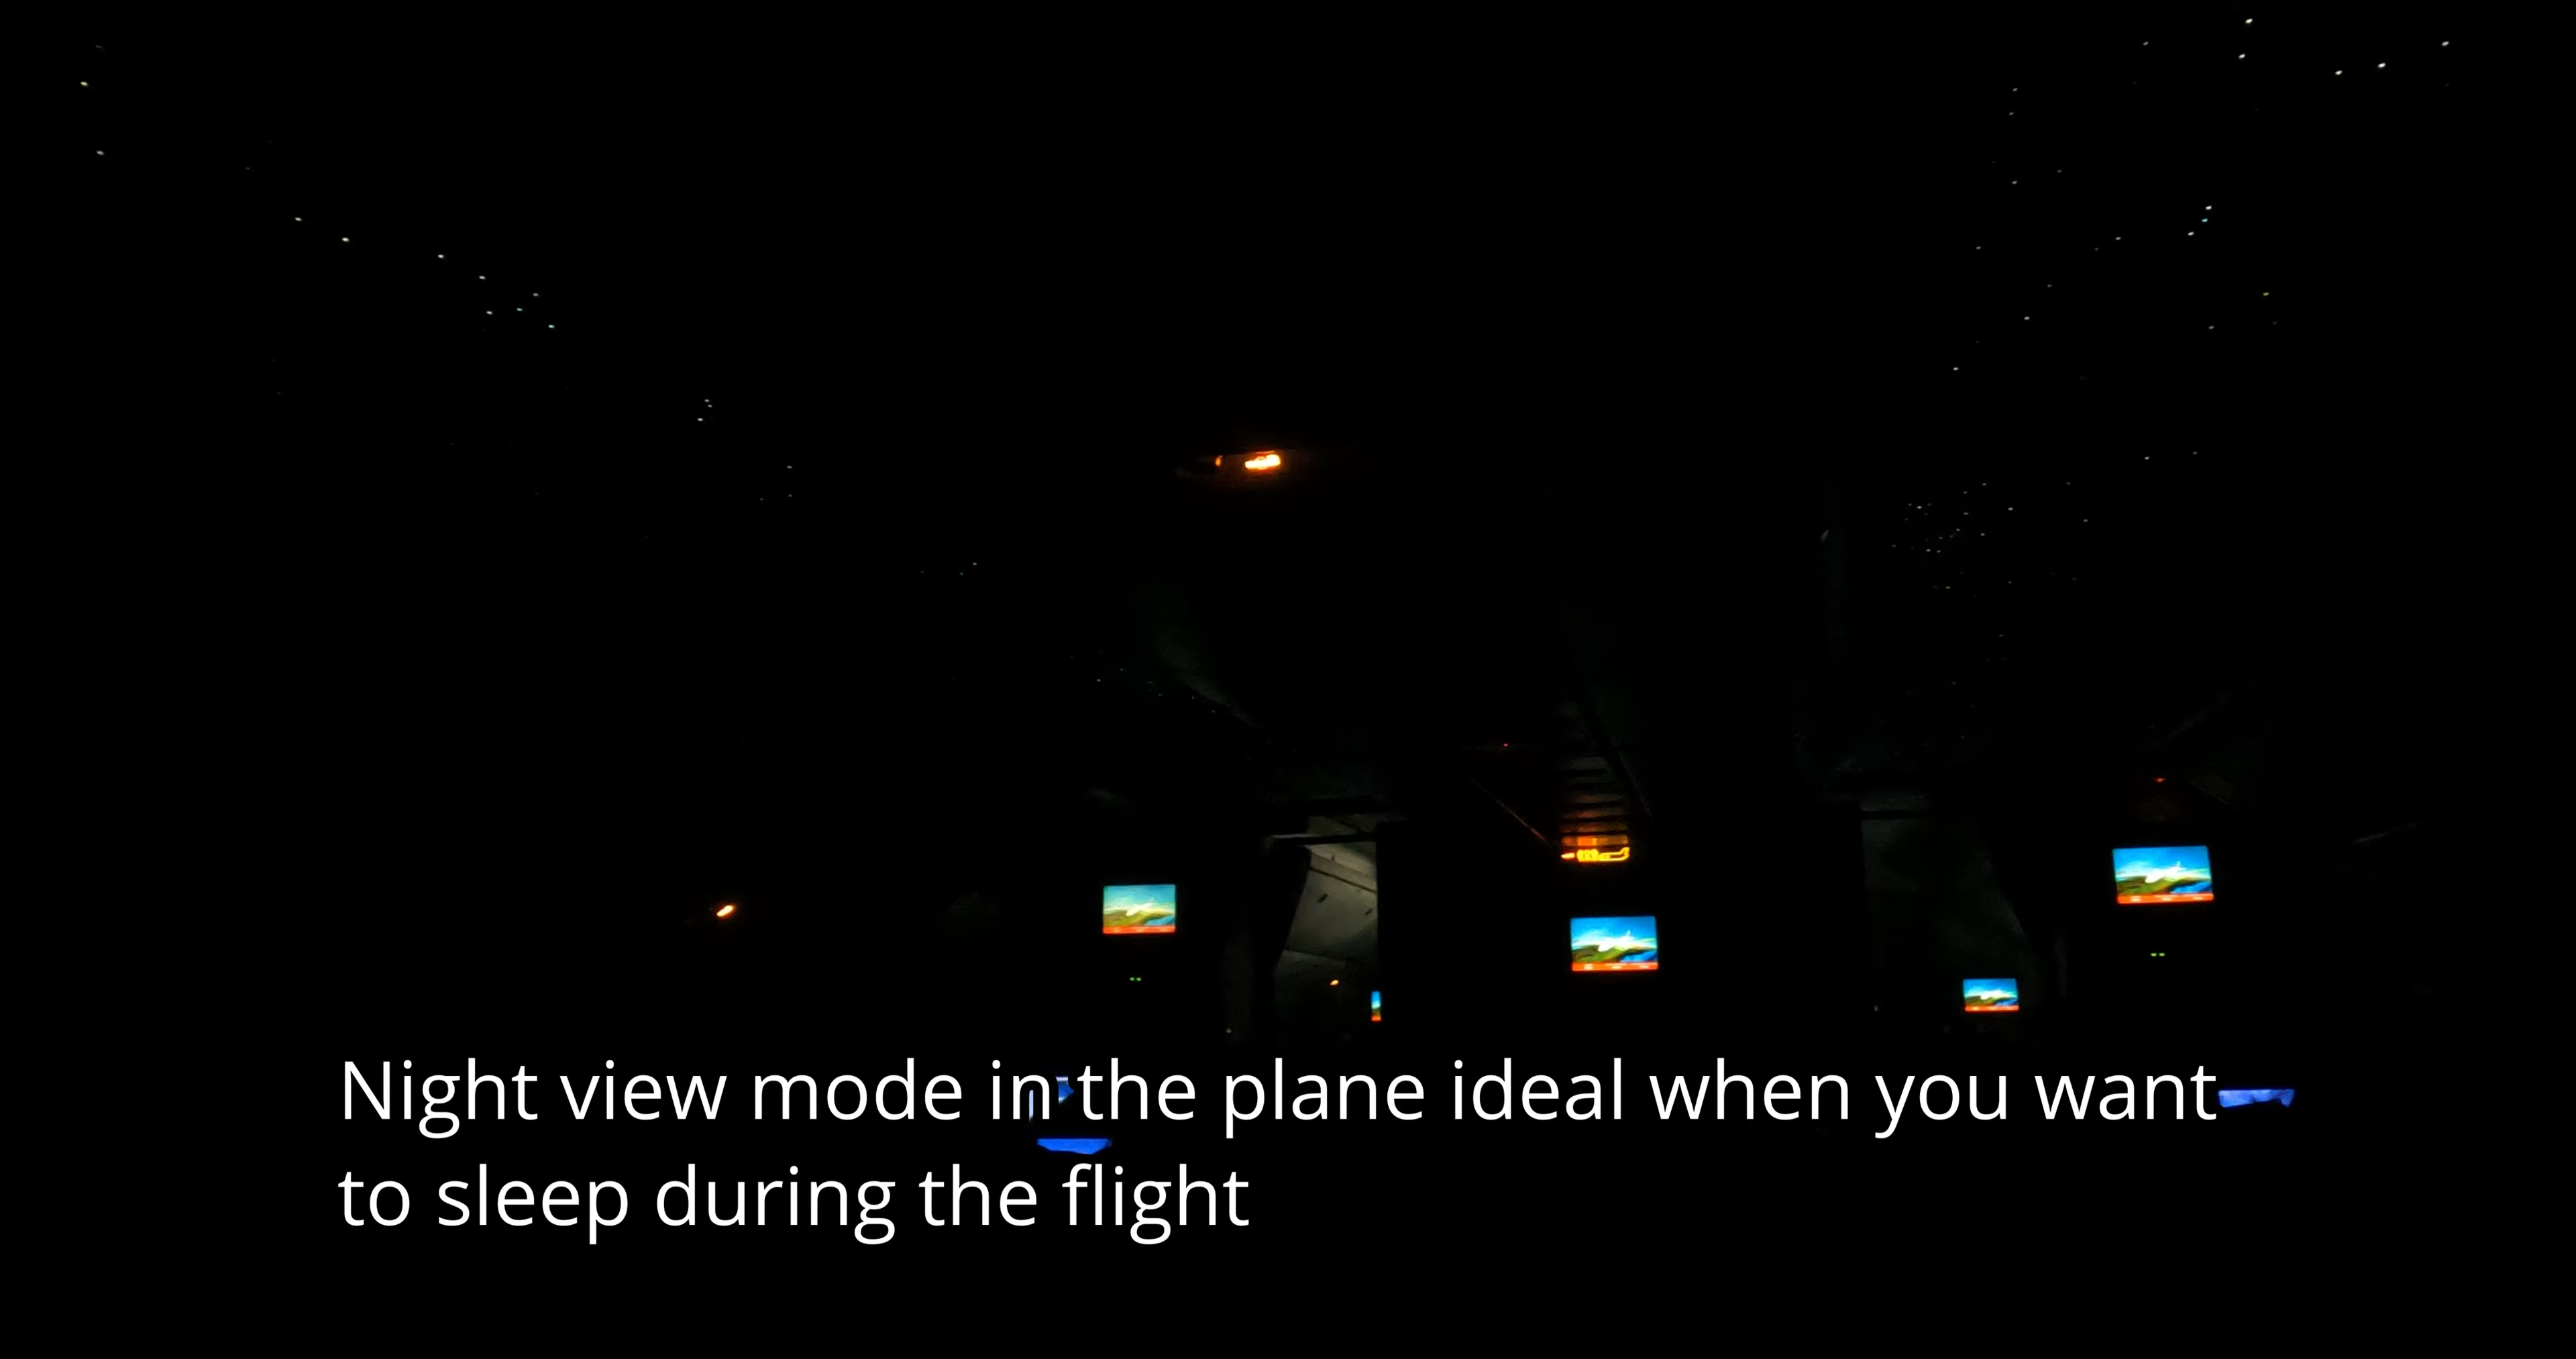 Night view mode in the plane ideal when you want
to sleep during the flight